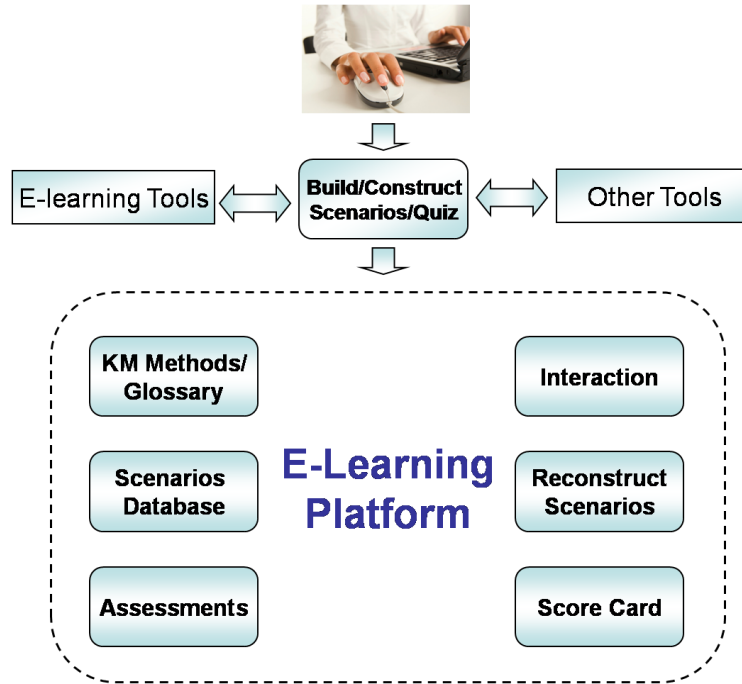 E-learning Tools
Build/Construct
Scenarios/Quiz
Other Tools
KM Methods/
Glossary
Interaction
Scenarios
Database
E-Learning
Platform
Reconstruct
Scenarios
Assessments
Score Card